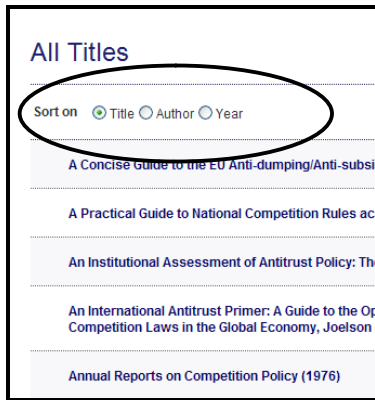 All Titles
Sort on Title Author Year
A Concise Guide to the EU Anti-dumping/Anti-subsi
A Practical Guide to National Competition Rules ac
An Institutional Assessment of Antitrust Policy: The
An International Antitrust Primer: A Guide to the Op
Competition Laws in the Global Economy, Joelson
Annual Reports on Competition Policy (1976)